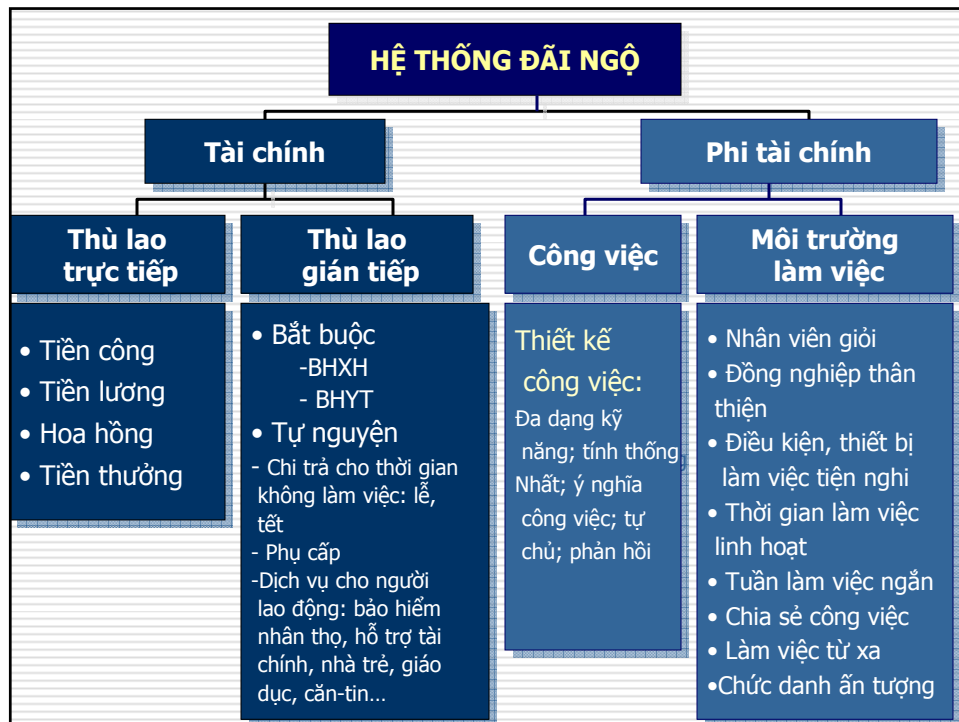 HỆ THỐNG ĐÃI NGỘ
Tài chính
Phi tài chính
Thù lao
trực tiếp
• Tiền công
• Tiền lương
• Hoa hồng
• Tiền thưởng
Thù lao
gián tiếp
• Bắt buộc
-BHXH
- BHYT
• Tự nguyện
- Chi trả cho thời gian
không làm việc: lễ,
tết
- Phụ cấp
-Dịch vụ cho người
lao động: bảo hiểm
nhân thọ, hỗ trợ tài
chính, nhà trẻ, giáo
dục, căn-tin…
Công việc
Thiết kế
công việc:
Đa dạng kỹ
năng; tính thống
Nhất; ý nghĩa
công việc; tự
chủ; phản hồi
Môi trường
làm việc
• Nhân viên giỏi
• Đồng nghiệp thân
thiện
• Điều kiện, thiết bị
làm việc tiện nghi
• Thời gian làm việc
linh hoạt
• Tuần làm việc ngắn
• Chia sẻ công việc
• Làm việc từ xa
•Chức danh ấn tượng